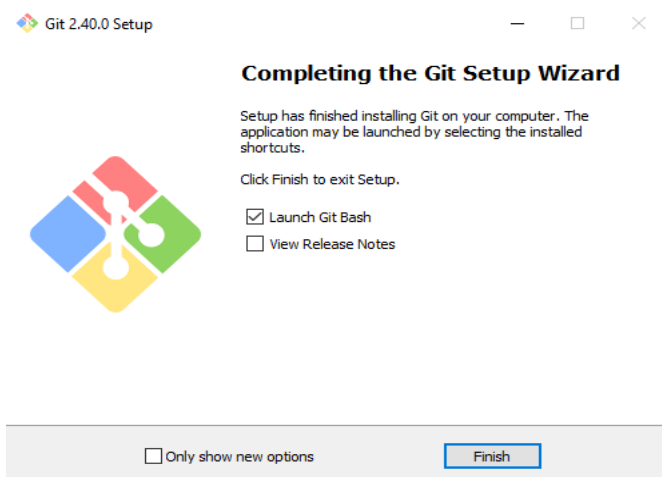 Git 2.40.0 Setup
Completing the Git Setup Wizard
Setup has finished installing Git on your computer. The
application may be launched by selecting the installed
shortcuts.
Click Finish to exit Setup.
Launch Git Bash
View Release Notes
Only show new options
Finish